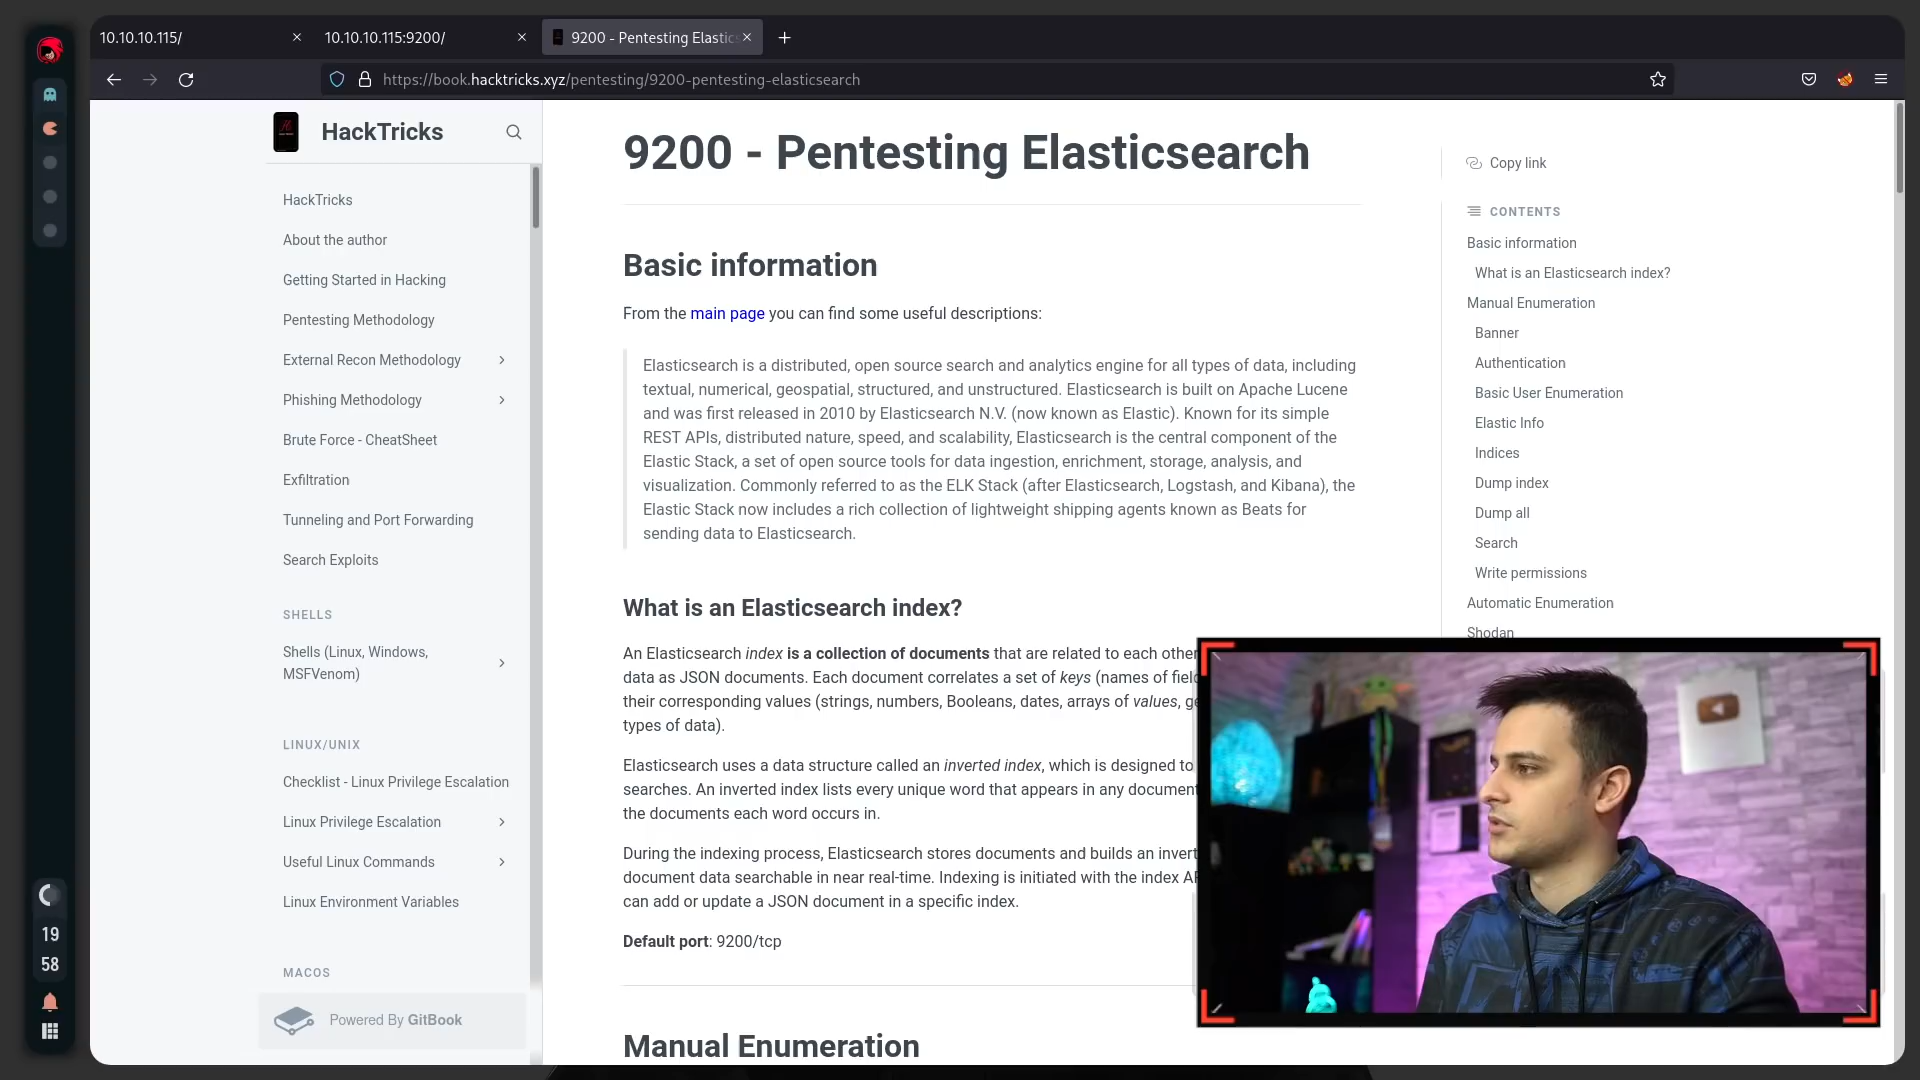 10.10.10.115/
10.10.10.115:9200/
9200 - Pentesting Elastics
https://book.hacktricks.xyz/pentesting/9200-pentesting-elasticsearch
19
58
HackTricks
HackTricks
About the author
Getting Started in Hacking
Pentesting Methodology
External Recon Methodology
Phishing Methodology
Brute Force - CheatSheet
Exfiltration
Tunneling and Port Forwarding
Search Exploits
SHELLS
Shells (Linux, Windows,
MSFVenom)
LINUX/UNIX
Checklist - Linux Privilege Escalation
Linux Privilege Escalation
Useful Linux Commands
Linux Environment Variables
MACOS
Powered By GitBook
9200 - Pentesting Elasticsearch
Basic information
From the main page you can find some useful descriptions:
Elasticsearch is a distributed, open source search and analytics engine for all types of data, including
textual, numerical, geospatial, structured, and unstructured. Elasticsearch is built on Apache Lucene
and was first released in 2010 by Elasticsearch N.V. (now known as Elastic). Known for its simple
REST APIs, distributed nature, speed, and scalability, Elasticsearch is the central component of the
Elastic Stack, a set of open source tools for data ingestion, enrichment, storage, analysis, and
visualization. Commonly referred to as the ELK Stack (after Elasticsearch, Logstash, and Kibana), the
Elastic Stack now includes a rich collection of lightweight shipping agents known as Beats for
sending data to Elasticsearch.
What is an Elasticsearch index?
An Elasticsearch index is a collection of documents that are related to each other
data as JSON documents. Each document correlates a set of keys (names of field
their corresponding values (strings, numbers, Booleans, dates, arrays of values, ge
types of data).
Elasticsearch uses a data structure called an inverted index, which is designed to
searches. An inverted index lists every unique word that appears in any document
the documents each word occurs in.
During the indexing process, Elasticsearch stores documents and builds an invert
document data searchable in near real-time. Indexing is initiated with the index AP
can add or update a JSON document in a specific index.
Default port: 9200/tcp
Manual Enumeration
Copy link
CONTENTS
Basic information
What is an Elasticsearch index?
Manual Enumeration
Banner
Authentication
Basic User Enumeration
Elastic Info
Indices
Dump index
Dump all
Search
Write permissions
Automatic Enumeration
Shodan